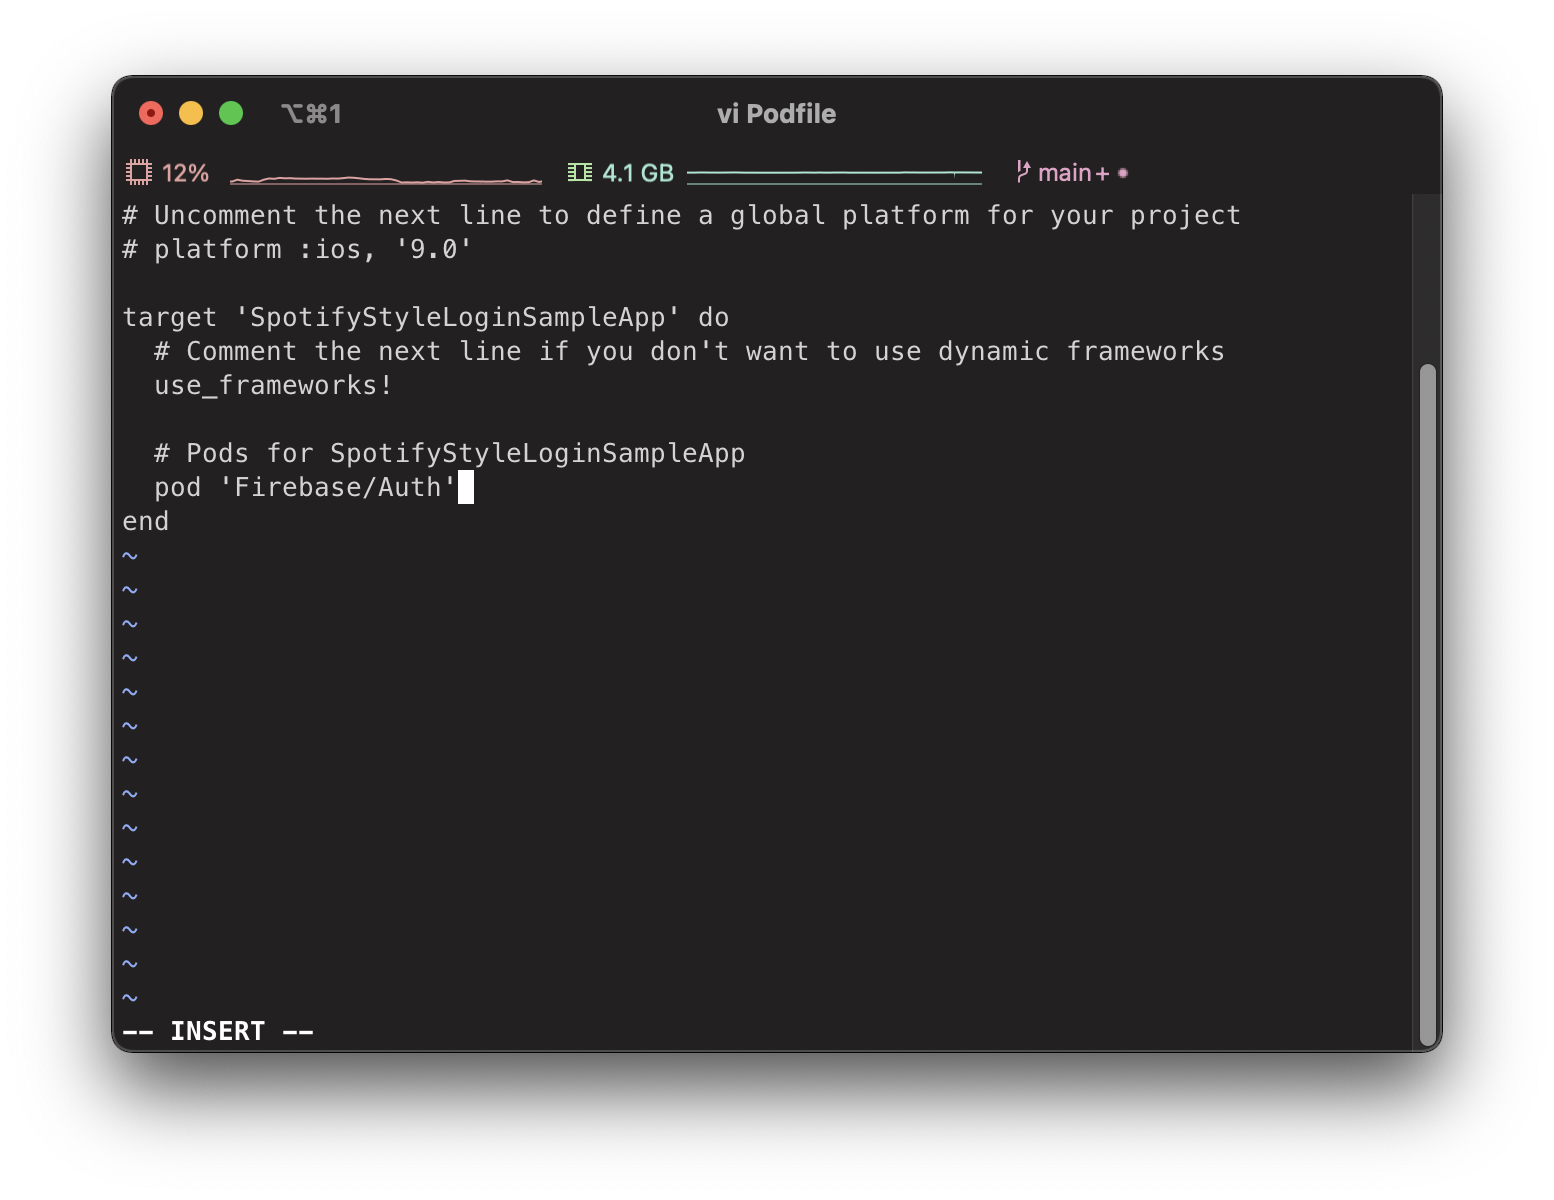 ⌥⌘1
vi Podfile
12%
4.1 GB
main+
# Uncomment the next line to define a global platform for your project
# platform :ios, '9.0'
target 'SpotifyStyleLoginSampleApp' do
  # Comment the next line if you don't want to use dynamic frameworks
  use_frameworks!
  # Pods for SpotifyStyleLoginSampleApp
  pod 'Firebase/Auth'
end
~
~
~
~
~
~
~
~
~
~
~
~
~
~
-- INSERT --